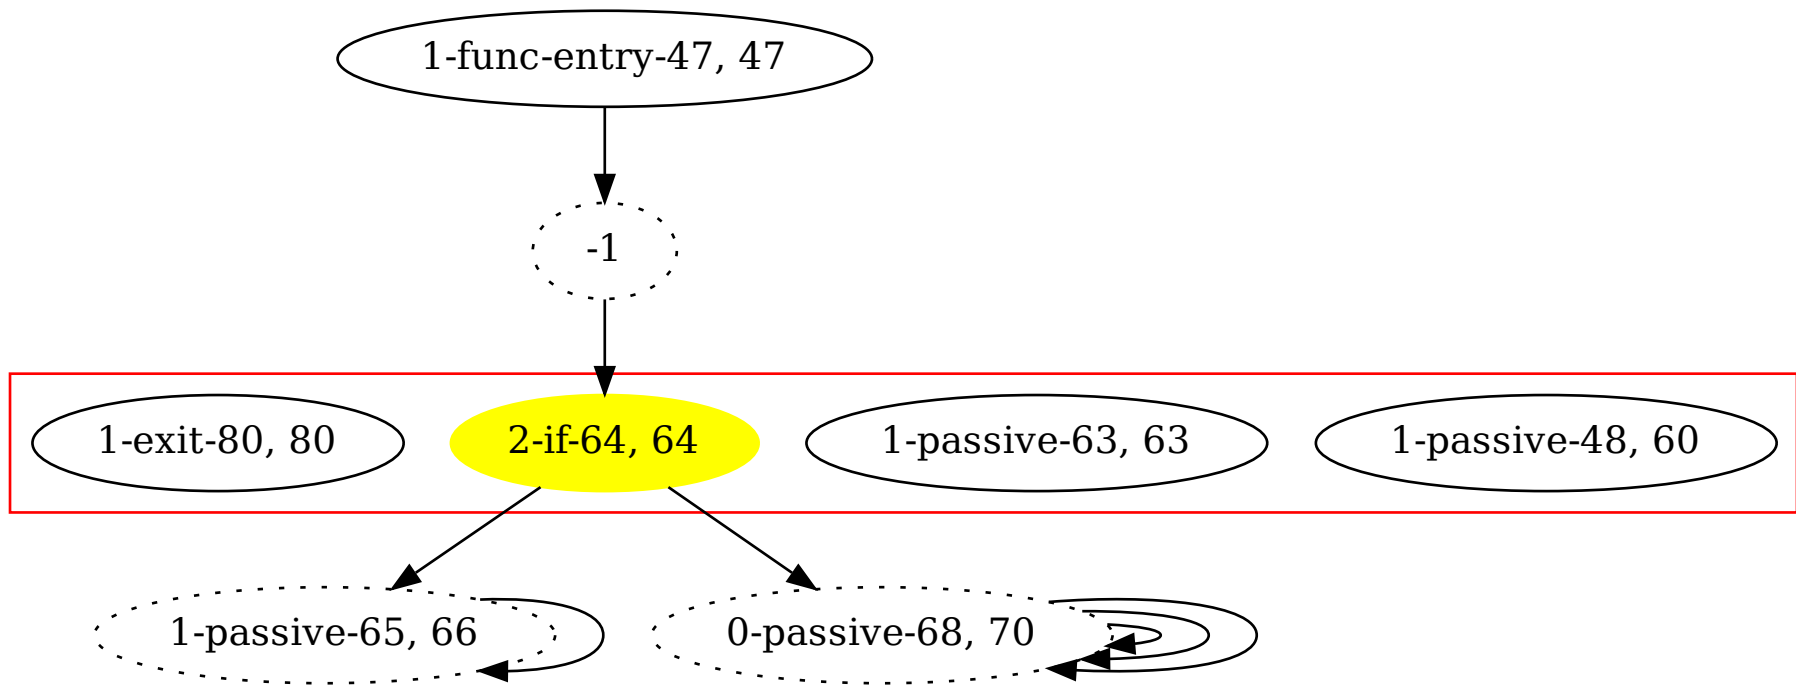 1-func-entry-47, 47
-1
1-exit-80, 80
2-if-64, 64
1-passive-63, 63
1-passive-48, 60
1-passive-65, 66
0-passive-68, 70